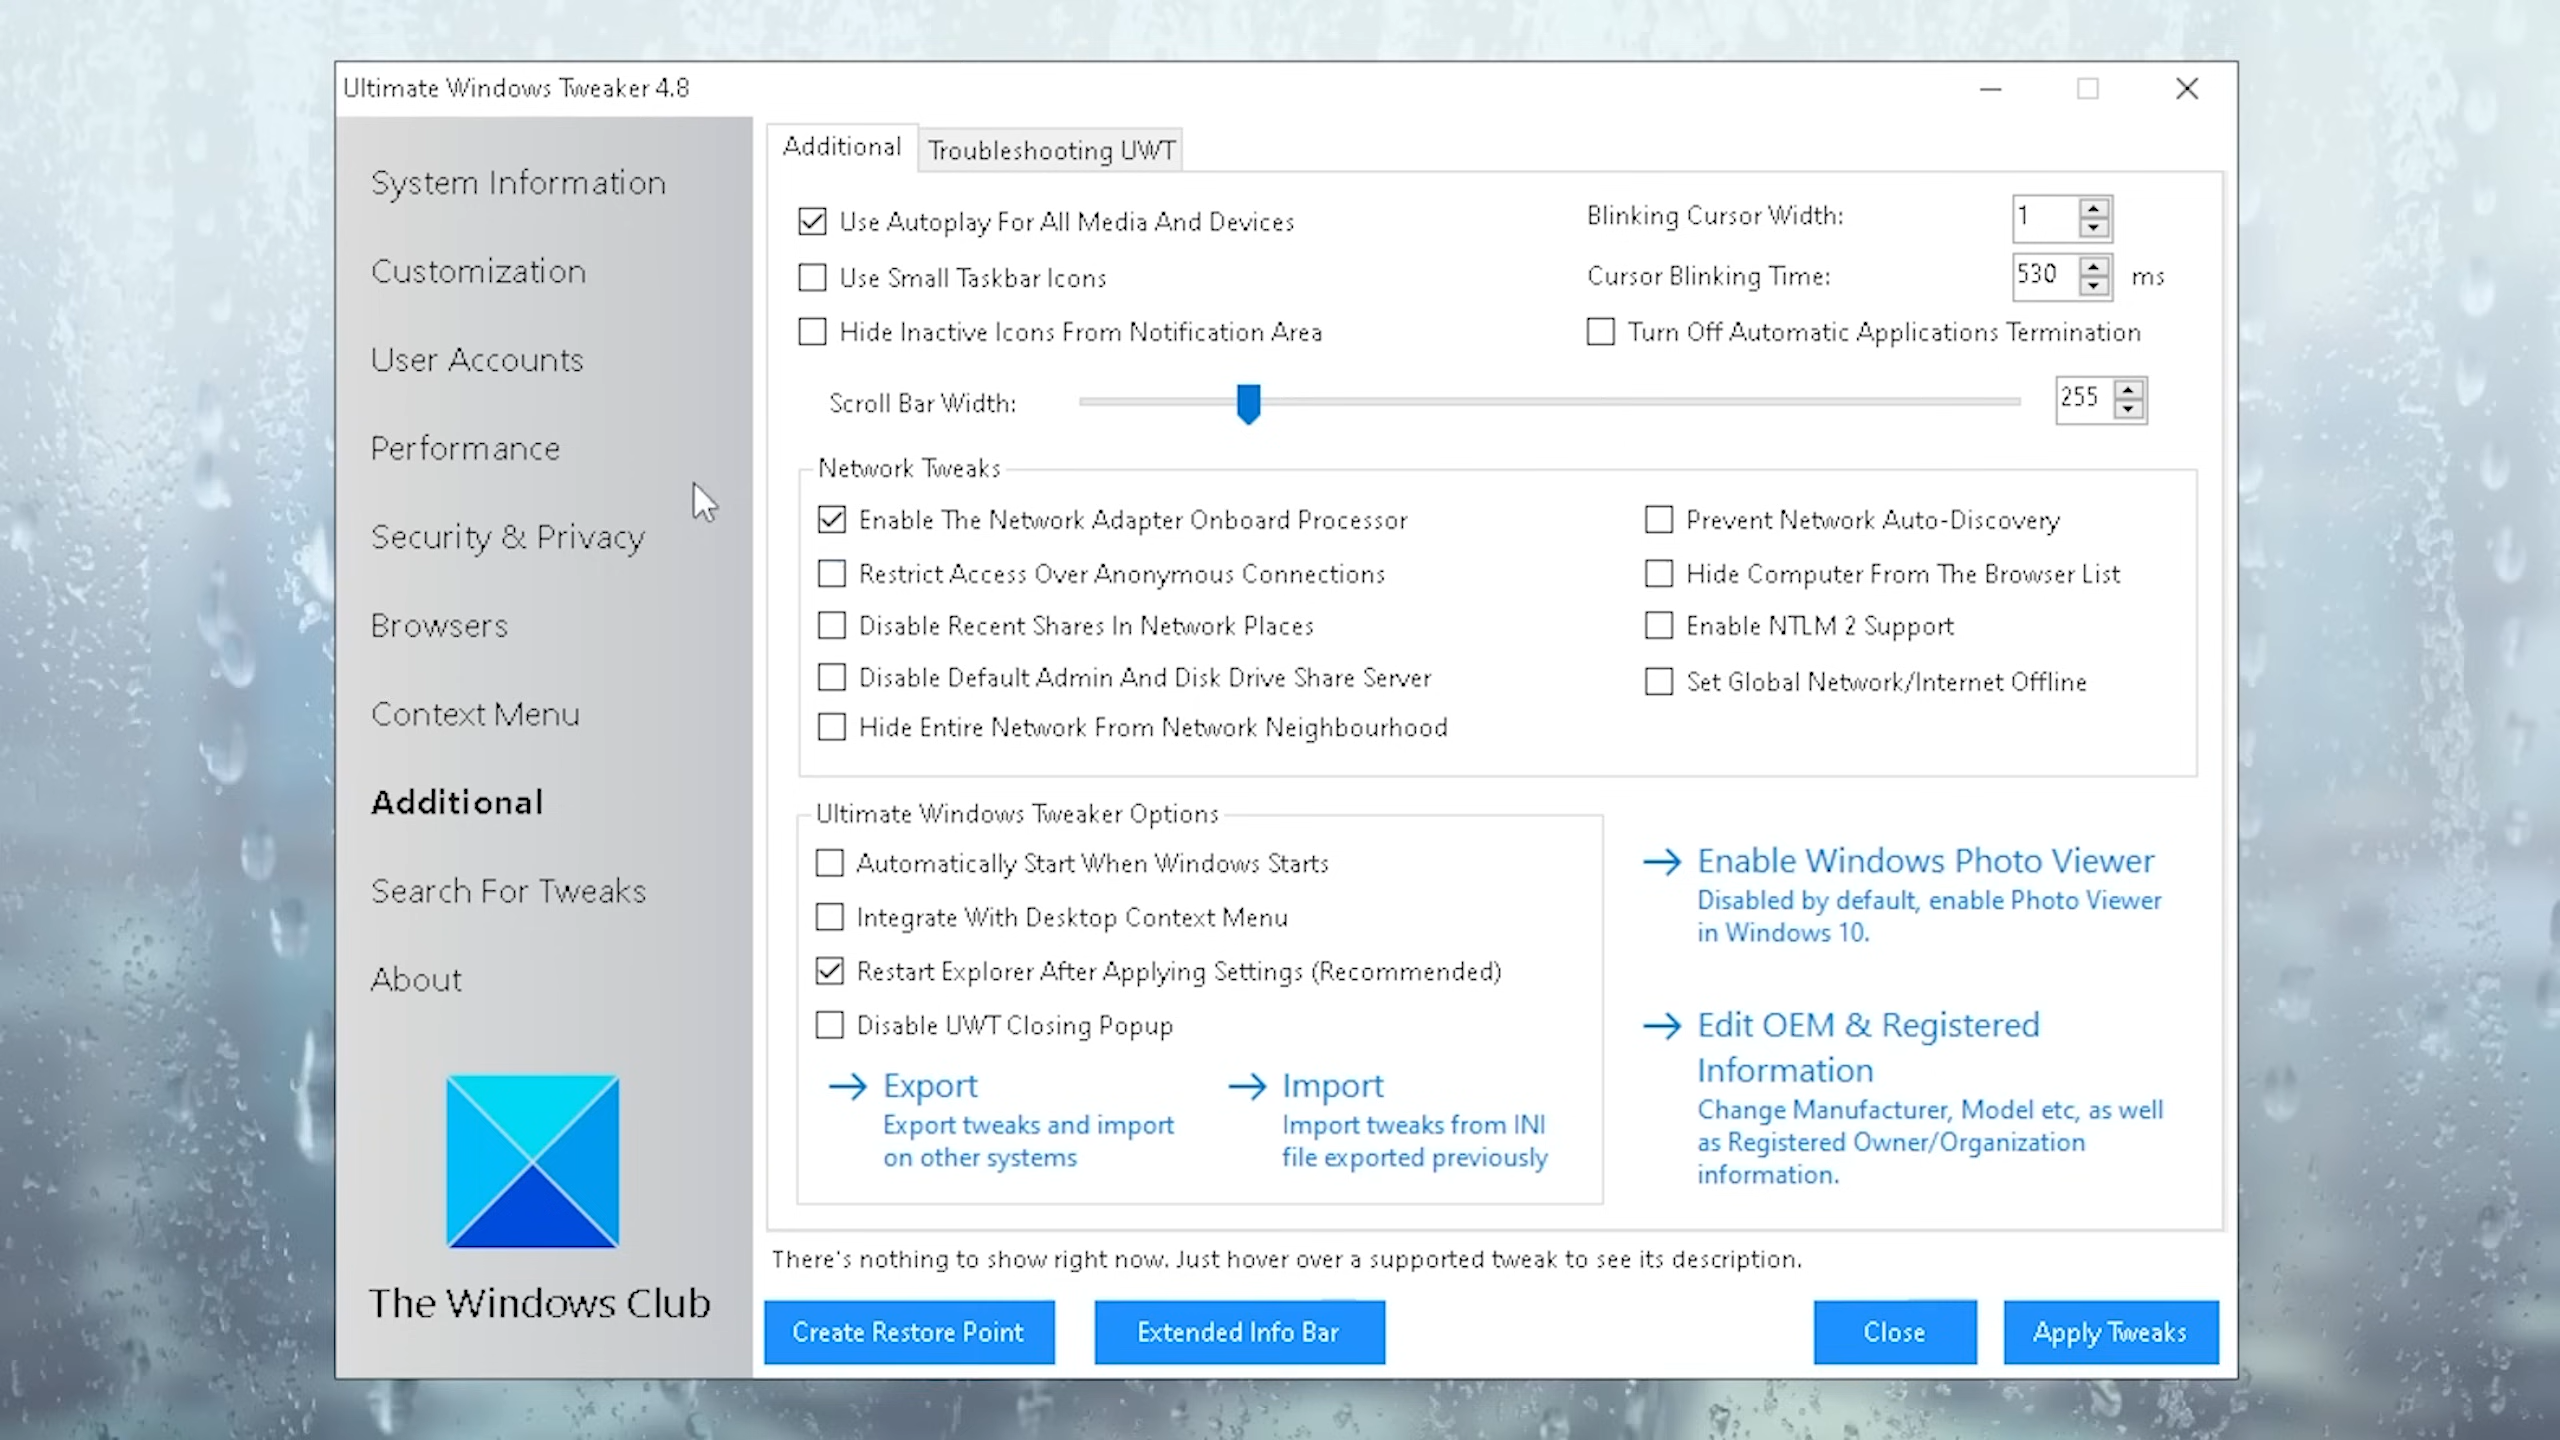 Ultimate Windows Tweaker 4.8
System Information
Customization
User Accounts
Performance
Security & Privacy
Browsers
Context Menu
Additional
Search For Tweaks
About
The Windows Club
Additional
Troubleshooting UWT
Use Autoplay For All Media And Devices
Use Small Taskbar Icons
Hide Inactive Icons From Notification Area
Blinking Cursor Width:
1
Cursor Blinking Time:
530
ms
Turn Off Automatic Applications Termination
Scroll Bar Width:
255
Network Tweaks
Enable The Network Adapter Onboard Processor
Restrict Access Over Anonymous Connections
Disable Recent Shares In Network Places
Disable Default Admin And Disk Drive Share Server
Hide Entire Network From Network Neighbourhood
Prevent Network Auto-Discovery
Hide Computer From The Browser List
Enable NTLM 2 Support
Set Global Network/Internet Offline
Ultimate Windows Tweaker Options
Automatically Start When Windows Starts
Integrate With Desktop Context Menu
Restart Explorer After Applying Settings (Recommended)
Disable UWT Closing Popup
Export
Export tweaks and import
on other systems
Import
Import tweaks from INI
file exported previously
Enable Windows Photo Viewer
Disabled by default, enable Photo Viewer
in Windows 10.
Edit OEM & Registered
Information
Change Manufacturer, Model etc, as well
as Registered Owner/Organization
information.
There's nothing to show right now. Just hover over a supported tweak to see its description.
Create Restore Point
Extended Info Bar
Close
Apply Tweaks